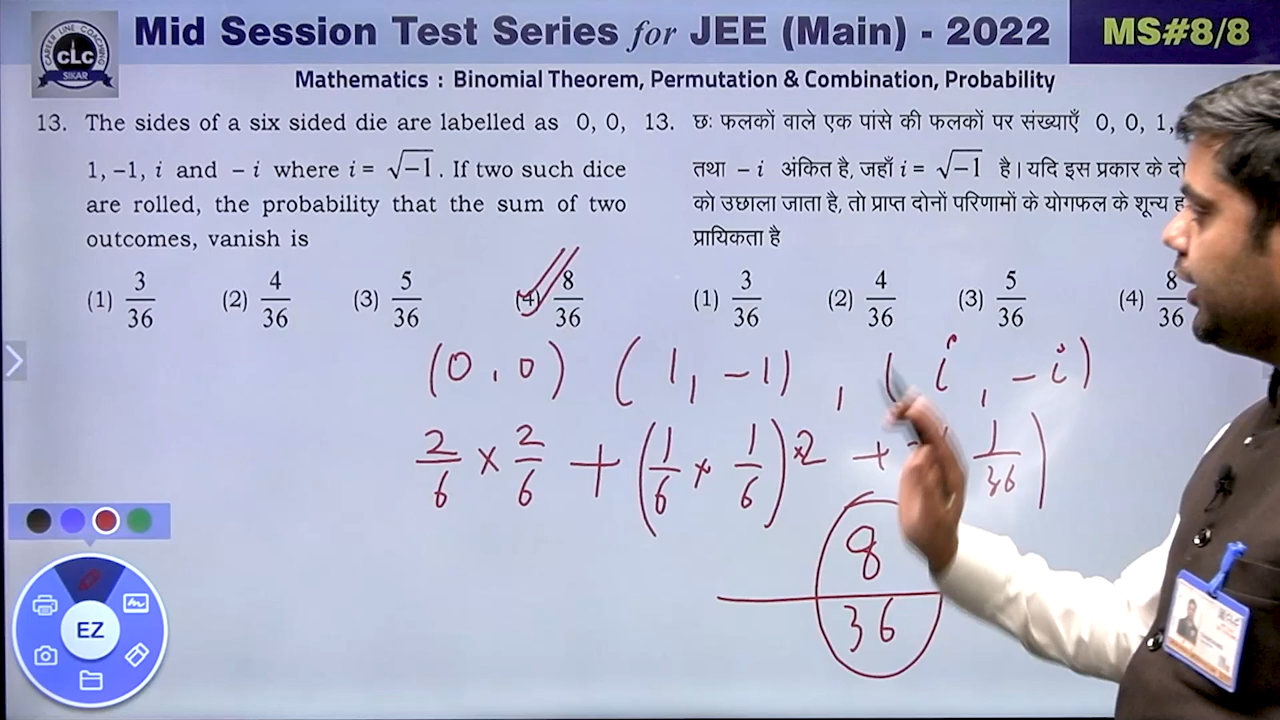 Mid Session Test Series for JEE (Main) - 2022
MS#8/8
CAREER LINE COACHING
CLC
SIKAR
Mathematics : Binomial Theorem, Permutation & Combination, Probability
13. The sides of a six sided die are labelled as 0, 0,
1, –1, i and – i where i = √–1. If two such dice
are rolled, the probability that the sum of two
outcomes, vanish is
(1) 3/36 (2) 4/36 (3) 5/36 (4) 8/36
13. छः फलकों वाले एक पांसे की फलकों पर संख्याएँ 0, 0, 1,
तथा – i अंकित है, जहाँ i = √–1 है। यदि इस प्रकार के दो
को उछाला जाता है, तो प्राप्त दोनों परिणामों के योगफल के शून्य
प्रायिकता है
(1) 3/36 (2) 4/36 (3) 5/36 (4) 8/36
(0, 0) (1, –1), (i, –i)
2/6 × 2/6 + (1/6 × 1/6) × 2 + 1/36)
8/36
EZ
CLC